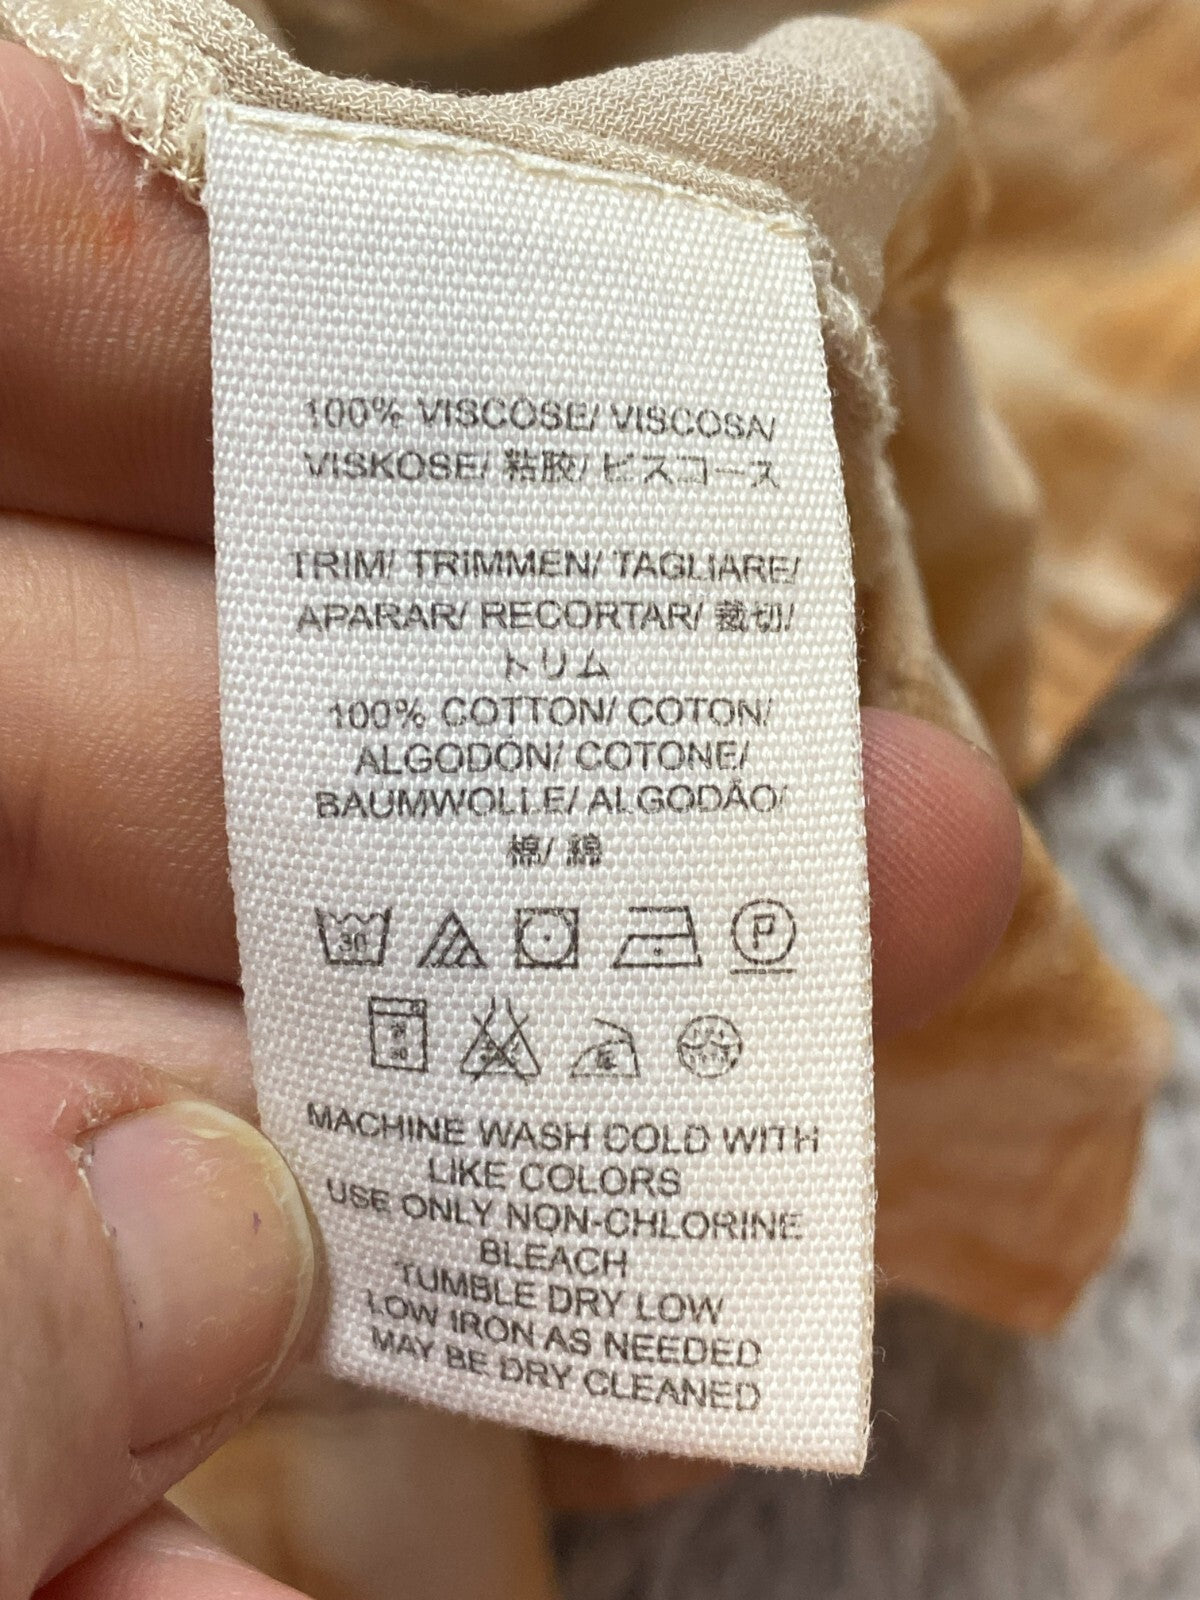 100% VISCOSE/ VISCOSA/
VISKOSE/ 粘胶/ ビスコース
TRIM/ TRIMMEN/ TAGLIARE/
APARAR/ RECORTAR/ 裁切/
トリム
100% COTTON/ COTON/
ALGODÓN/ COTONE/
BAUMWOLLE/ ALGODÃO/
棉/ 綿
30
P
30
MACHINE WASH COLD WITH
LIKE COLORS
USE ONLY NON-CHLORINE
BLEACH
TUMBLE DRY LOW
LOW IRON AS NEEDED
MAY BE DRY CLEANED